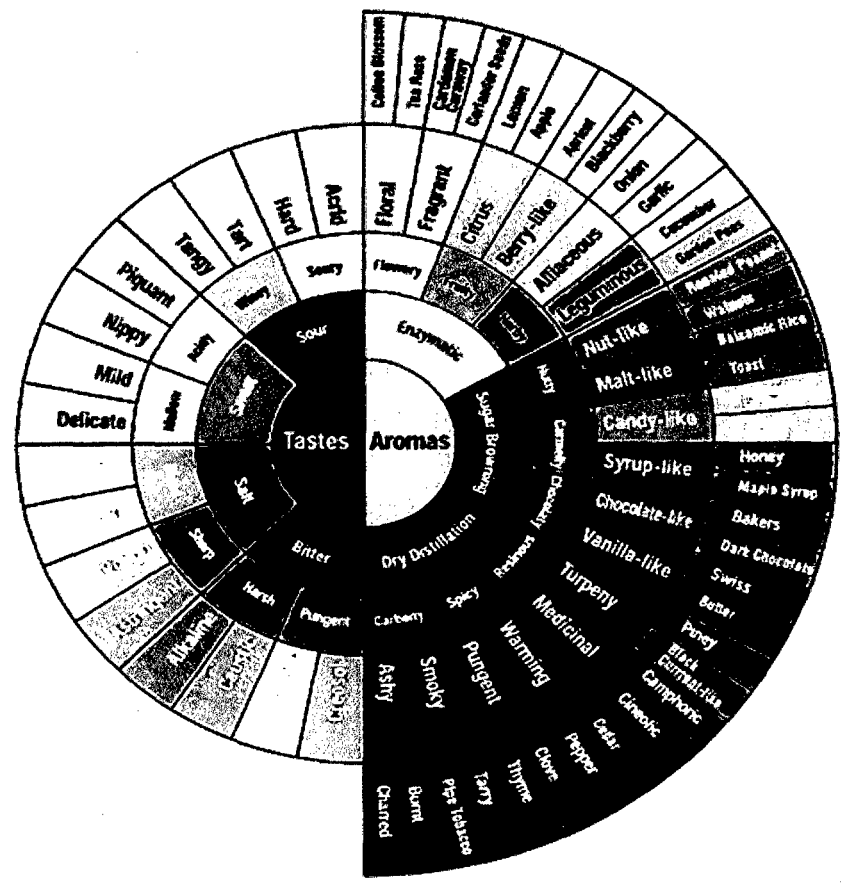 Coffee Blossom
Tea Rose
Cardamon
Caraway
Coriander Seeds
Lemon
Apple
Apricot
Blackberry
Onion
Garlic
Cucumber
Garden Peas
Roasted Peanuts
Walnuts
Balsamic Rice
Toast
Honey
Maple Syrup
Bakers
Dark Chocolate
Swiss
Butter
Piney
Black
Currant-like
Camphoric
Cineolic
Cedar
Pepper
Clove
Thyme
Tarry
Pipe Tobacco
Burnt
Charred
Floral
Fragrant
Citrus
Berry-like
Alliaceous
Leguminous
Nut-like
Malt-like
Candy-like
Syrup-like
Chocolate-like
Vanilla-like
Turpeny
Medicinal
Warming
Pungent
Smoky
Ashy
Flowery
Fruity
Herby
Nutty
Carmelly
Chocolaty
Resinous
Spicy
Carbony
Enzymatic
Sugar Browning
Dry Distillation
Aromas
Tastes
Sour
Sweet
Salt
Bitter
Soury
Winey
Acidy
Mellow
Sharp
Harsh
Pungent
Acrid
Hard
Tart
Tangy
Piquant
Nippy
Mild
Delicate
Astringent
Alkaline
Caustic
Creosol